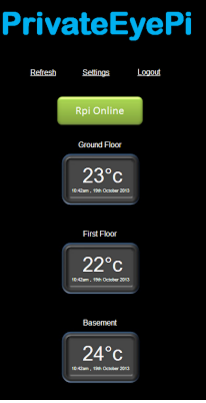 PrivateEyePi
Refresh Settings Logout
Rpi Online
Ground Floor
23°c
10:42am , 19th October 2013
First Floor
22°c
10:42am , 19th October 2013
Basement
24°c
10:42am , 19th October 2013